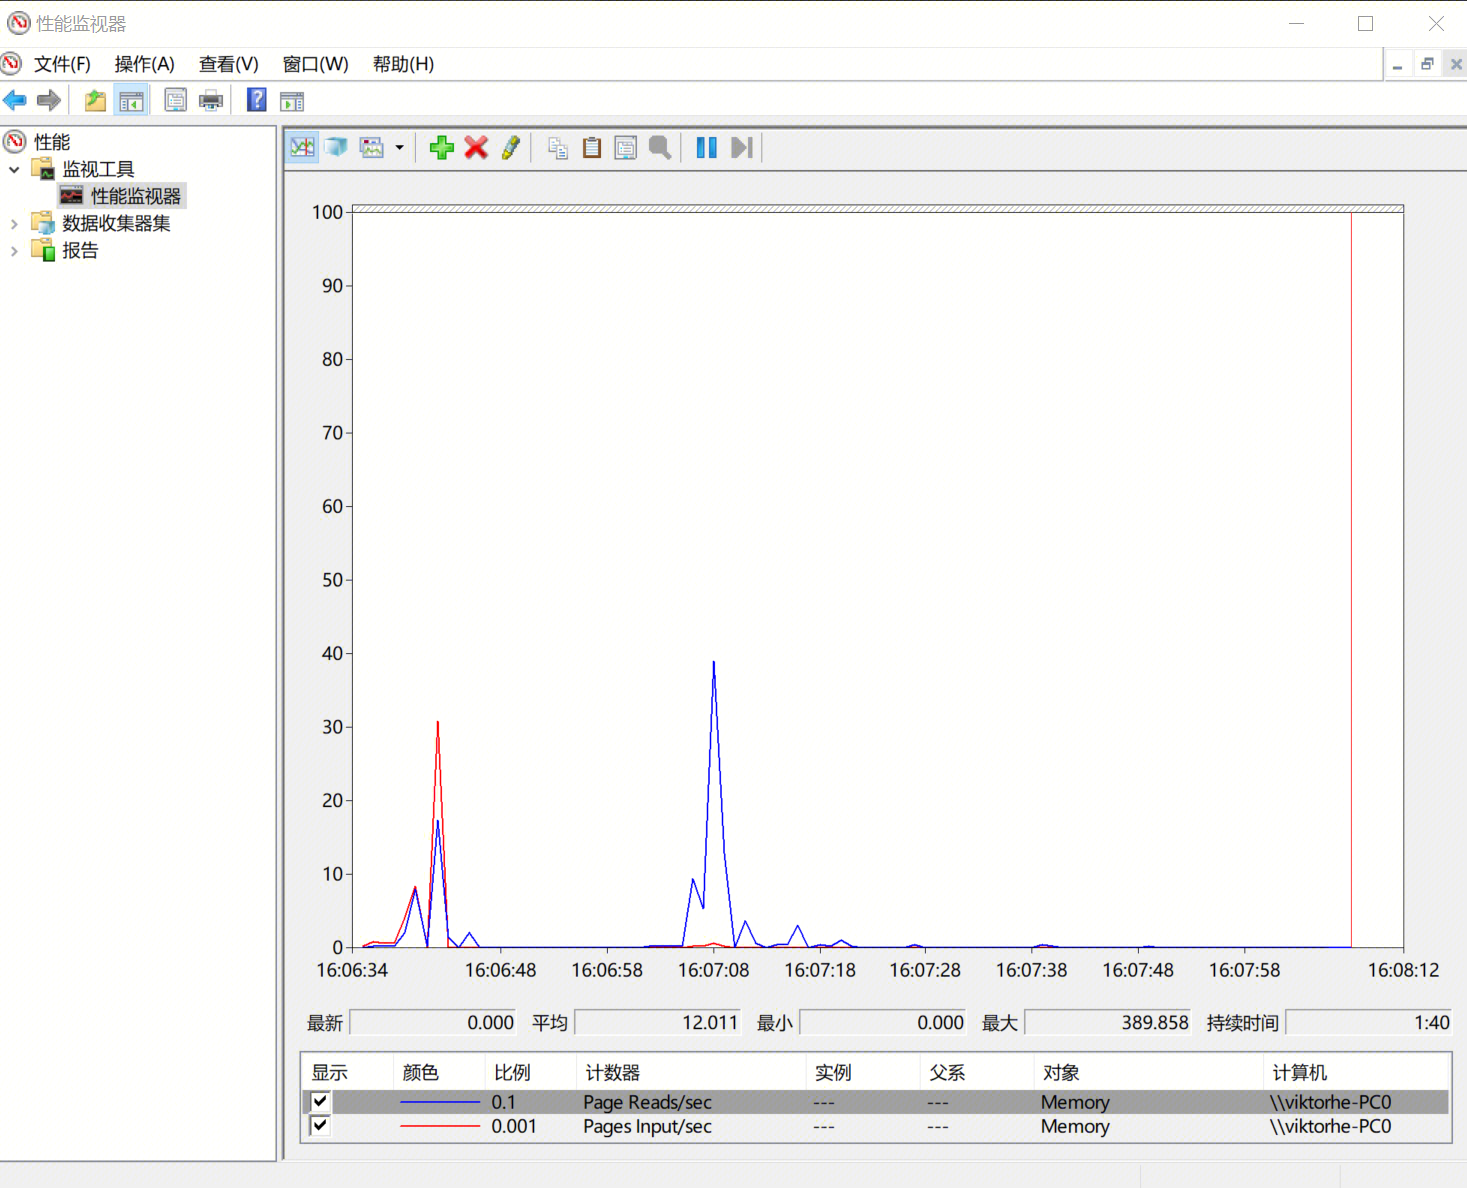 性能监视器
文件(F) 操作(A) 查看(V) 窗口(W) 帮助(H)
性能
监视工具
性能监视器
数据收集器集
报告
100
90
80
70
60
50
40
30
20
10
0
16:06:34 16:06:48 16:06:58 16:07:08 16:07:18 16:07:28 16:07:38 16:07:48 16:07:58 16:08:12
最新 0.000 平均 12.011 最小 0.000 最大 389.858 持续时间 1:40
显示 颜色 比例 计数器 实例 父系 对象 计算机
0.1 Page Reads/sec --- --- Memory \\viktorhe-PC0
0.001 Pages Input/sec --- --- Memory \\viktorhe-PC0